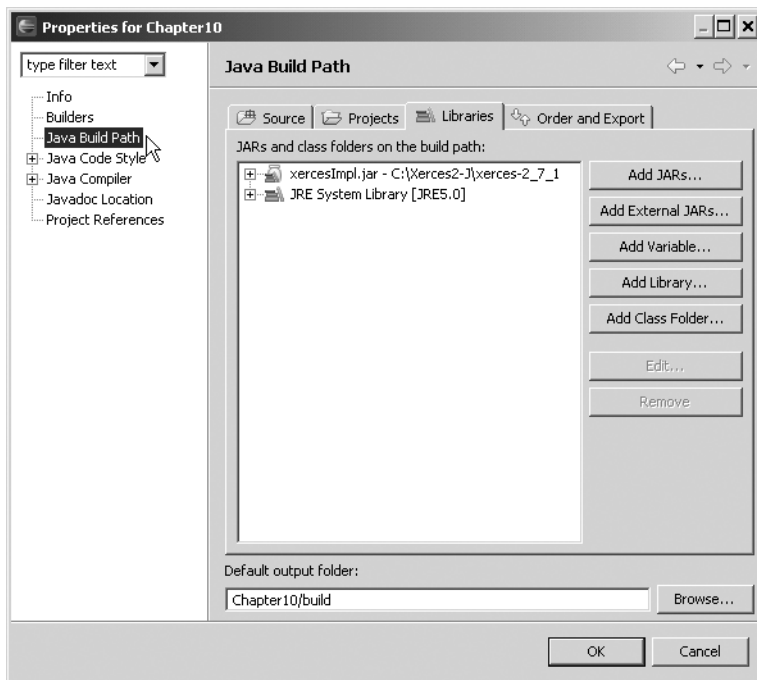 Properties for Chapter10
type filter text
Info
Builders
Java Build Path
Java Code Style
Java Compiler
Javadoc Location
Project References
Java Build Path
Source
Projects
Libraries
Order and Export
JARs and class folders on the build path:
xercesImpl.jar - C:\Xerces2-J\xerces-2_7_1
JRE System Library [JRE5.0]
Add JARs...
Add External JARs...
Add Variable...
Add Library...
Add Class Folder...
Edit...
Remove
Default output folder:
Chapter10/build
Browse...
OK
Cancel